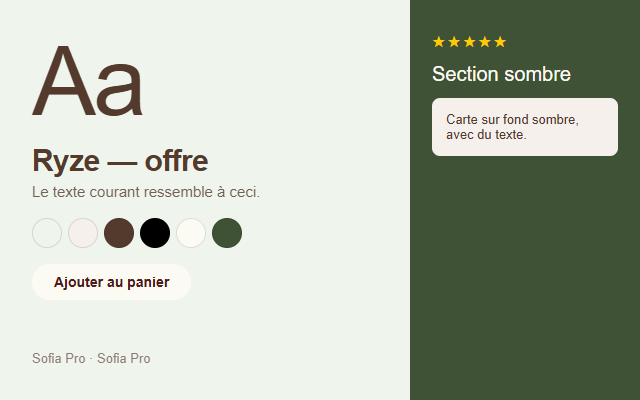 Aa
Ryze — offre
Le texte courant ressemble à ceci.
Ajouter au panier
Sofia Pro · Sofia Pro
★★★★★
Section sombre
Carte sur fond sombre,
avec du texte.